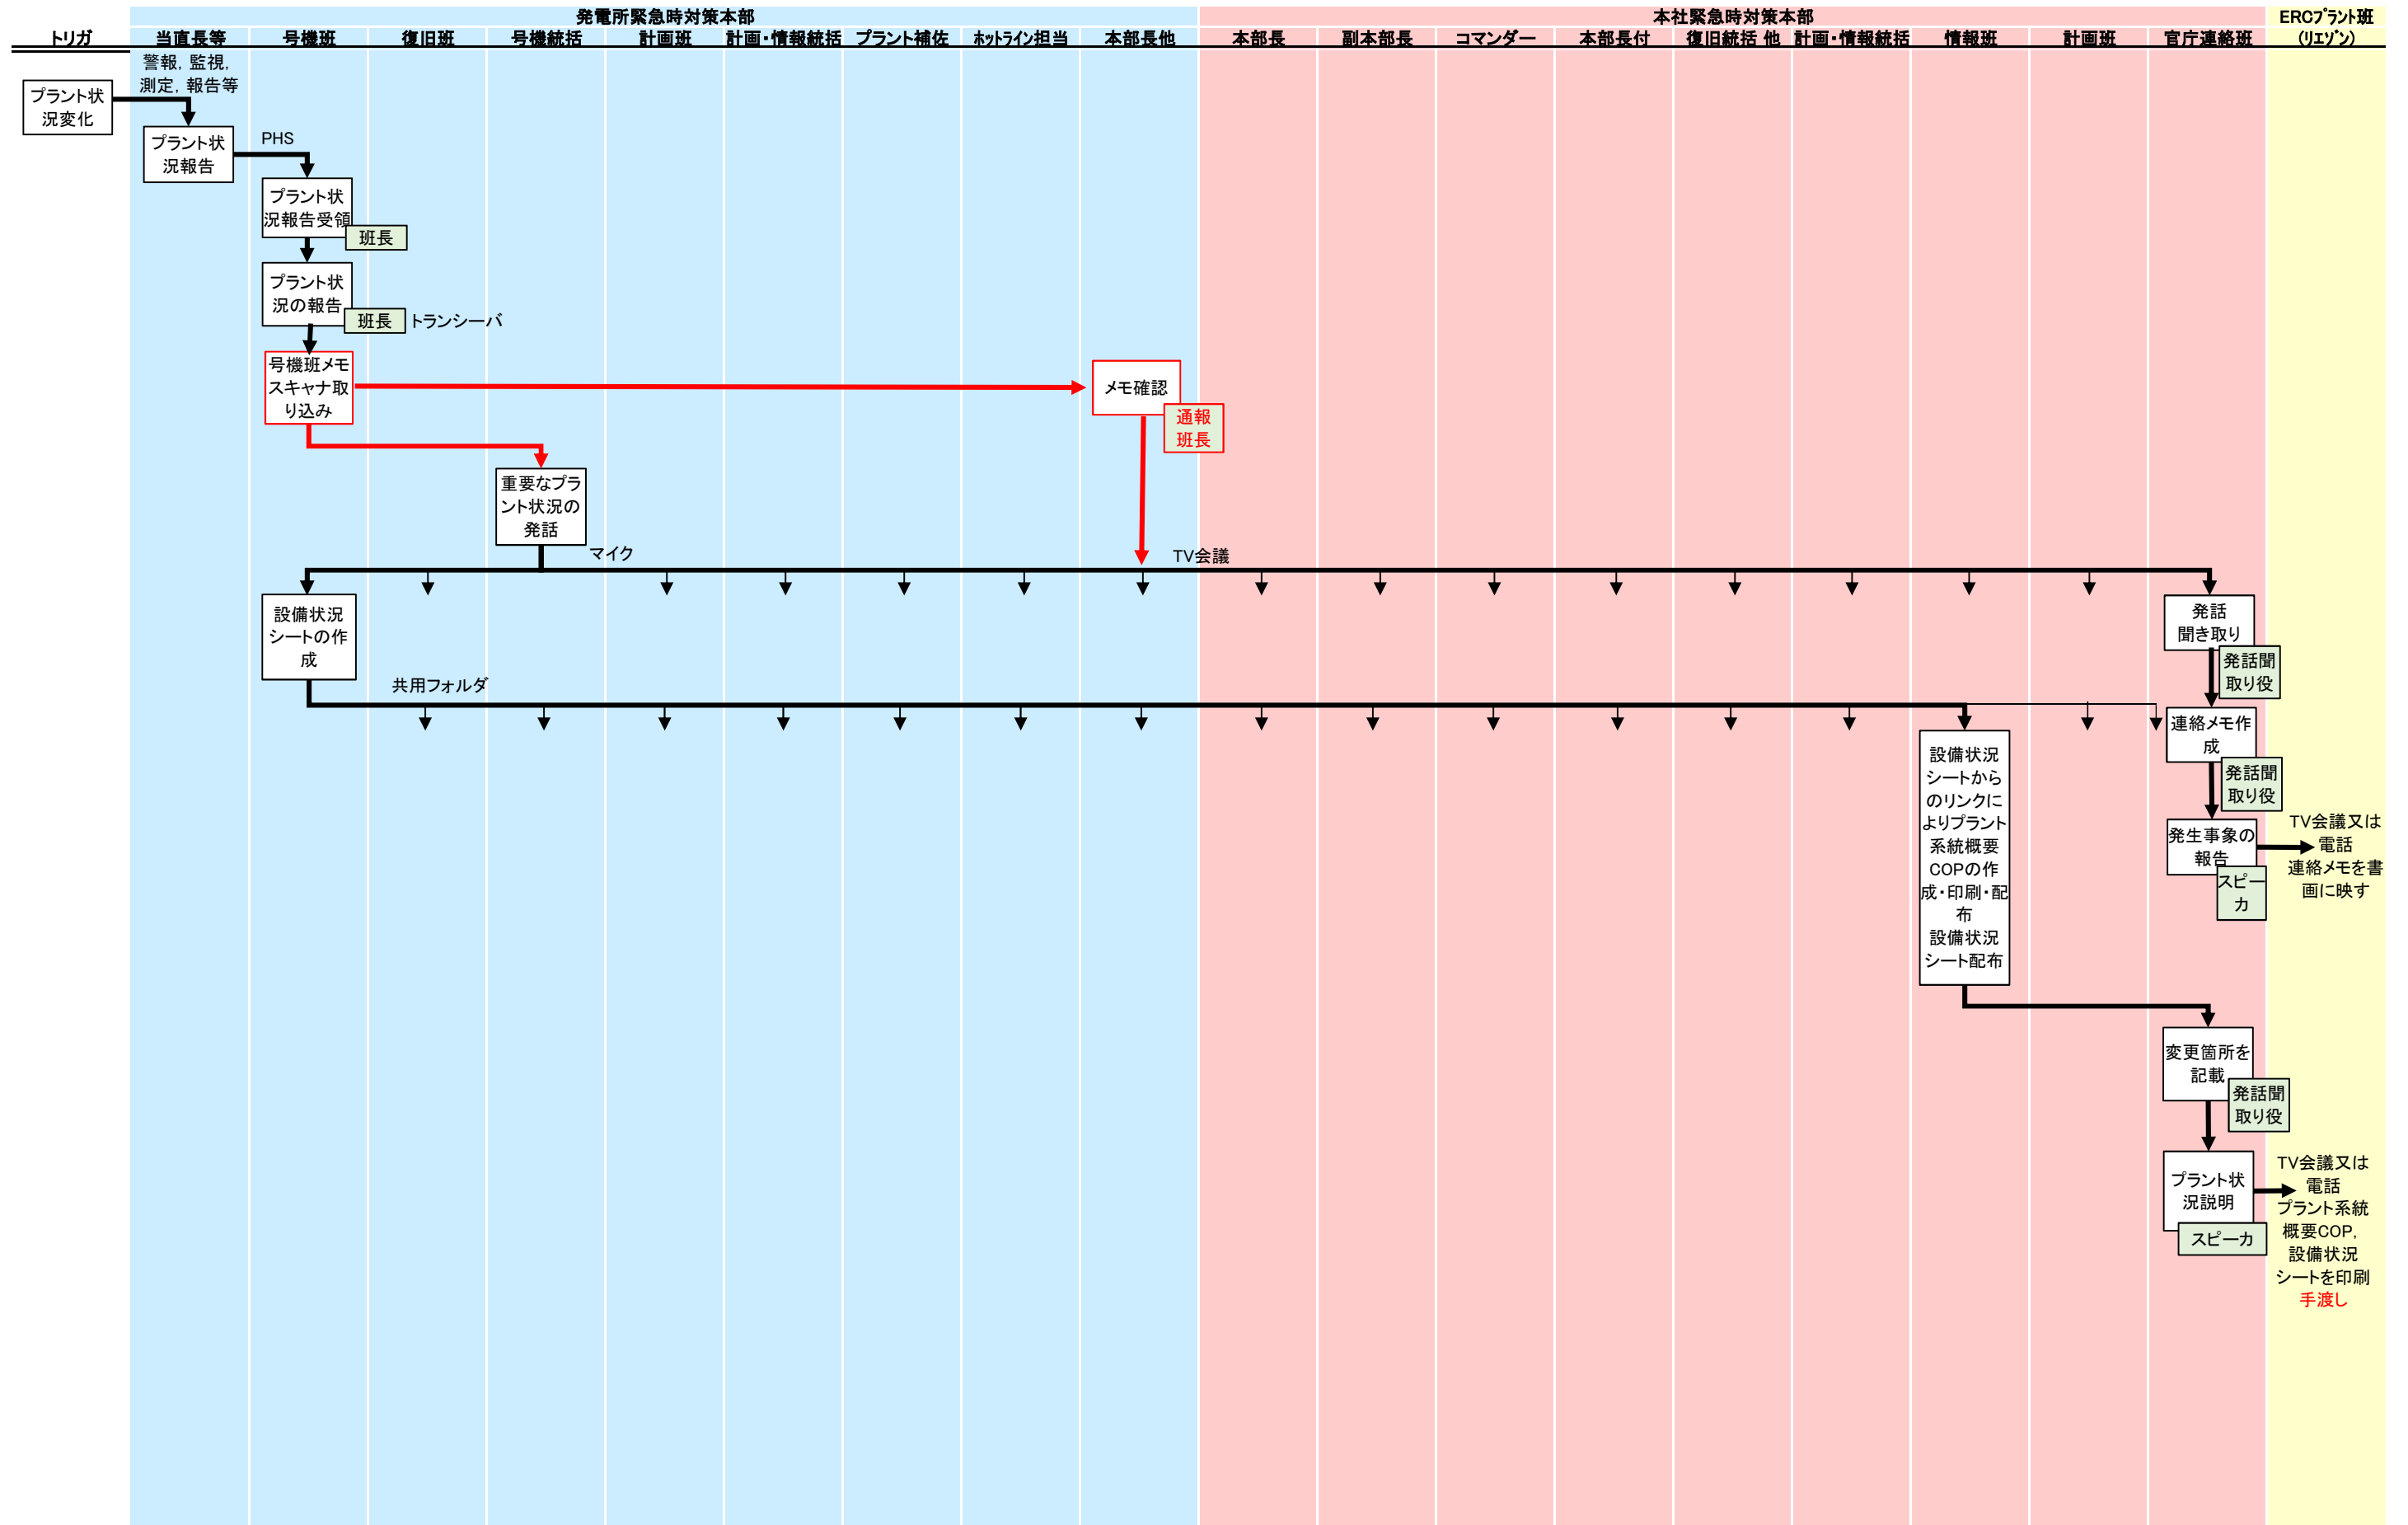 発電所緊急時対策本部
本社緊急時対策本部
ERCﾌﾟﾗﾝﾄ班
(ﾘｴｿﾞﾝ)
トリガ
当直長等
号機班
復旧班
号機統括
計画班
計画・情報統括
プラント補佐
ﾎｯﾄﾗｲﾝ担当
本部長他
本部長
副本部長
コマンダー
本部長付
復旧統括 他
計画・情報統括
情報班
計画班
官庁連絡班
警報，監視，
測定，報告等
プラント状
況変化
プラント状
況報告
PHS
プラント状
況報告受領
班長
プラント状
況の報告
班長
トランシーバ
号機班メモ
スキャナ取
り込み
メモ確認
通報
班長
重要なプラ
ント状況の
発話
マイク
TV会議
設備状況
シートの作
成
発話
聞き取り
発話聞
取り役
共用フォルダ
連絡メモ作
成
発話聞
取り役
設備状況
シートから
のリンクに
よりプラント
系統概要
COPの作
成・印刷・配
布
設備状況
シート配布
発生事象の
報告
スピー
カ
TV会議又は
電話
連絡メモを書
画に映す
変更箇所を
記載
発話聞
取り役
プラント状
況説明
スピーカ
TV会議又は
電話
プラント系統
概要COP，
設備状況
シートを印刷
手渡し